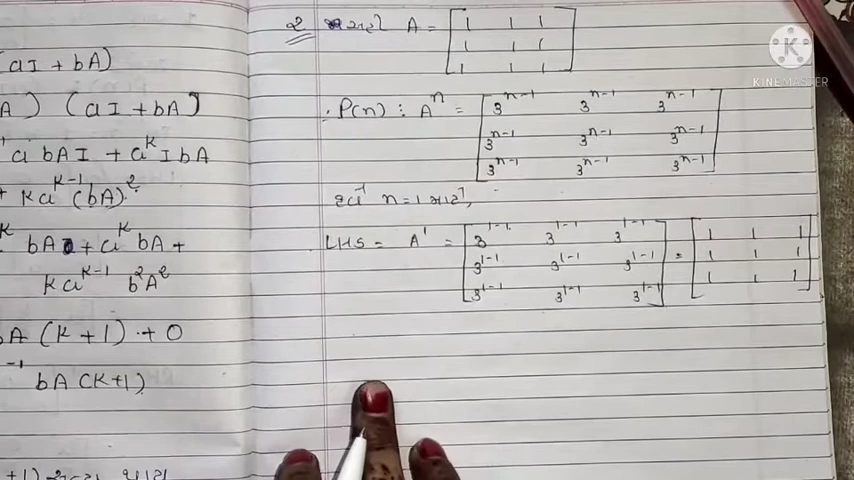 (aI + bA)
A) (aI + bA)
a bAI + a^k I bA
+ k a^{k-1} (bA)^2
bA + a^k bA +
k a^{k-1} b^2 A^2
bA (k+1) + 0
bA (k+1)
2 A = [ 1 1 1
1 1 1
1 1 1 ]
P(n) : A^n = [ 3^{n-1} 3^{n-1} 3^{n-1}
3^{n-1} 3^{n-1} 3^{n-1}
3^{n-1} 3^{n-1} 3^{n-1} ]
n = 1
LHS = A^1 = [ 3^{1-1} 3^{1-1} 3^{1-1} = [ 1 1 1
3^{1-1} 3^{1-1} 3^{1-1} 1 1 1
3^{1-1} 3^{1-1} 3^{1-1} ] 1 1 1 ]
K
KINEMASTER